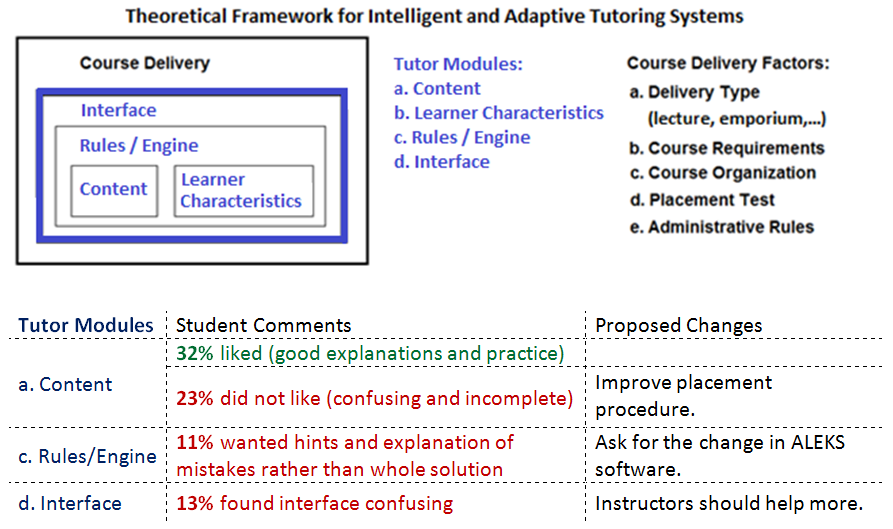 Theoretical Framework for Intelligent and Adaptive Tutoring Systems
Course Delivery
Interface
Rules / Engine
Content
Learner
Characteristics
Tutor Modules:
a. Content
b. Learner Characteristics
c. Rules / Engine
d. Interface
Course Delivery Factors:
a. Delivery Type
(lecture, emporium,...)
b. Course Requirements
c. Course Organization
d. Placement Test
e. Administrative Rules
Tutor Modules
Student Comments
Proposed Changes
a. Content
32% liked (good explanations and practice)
23% did not like (confusing and incomplete)
Improve placement
procedure.
c. Rules/Engine
11% wanted hints and explanation of
mistakes rather than whole solution
Ask for the change in ALEKS
software.
d. Interface
13% found interface confusing
Instructors should help more.